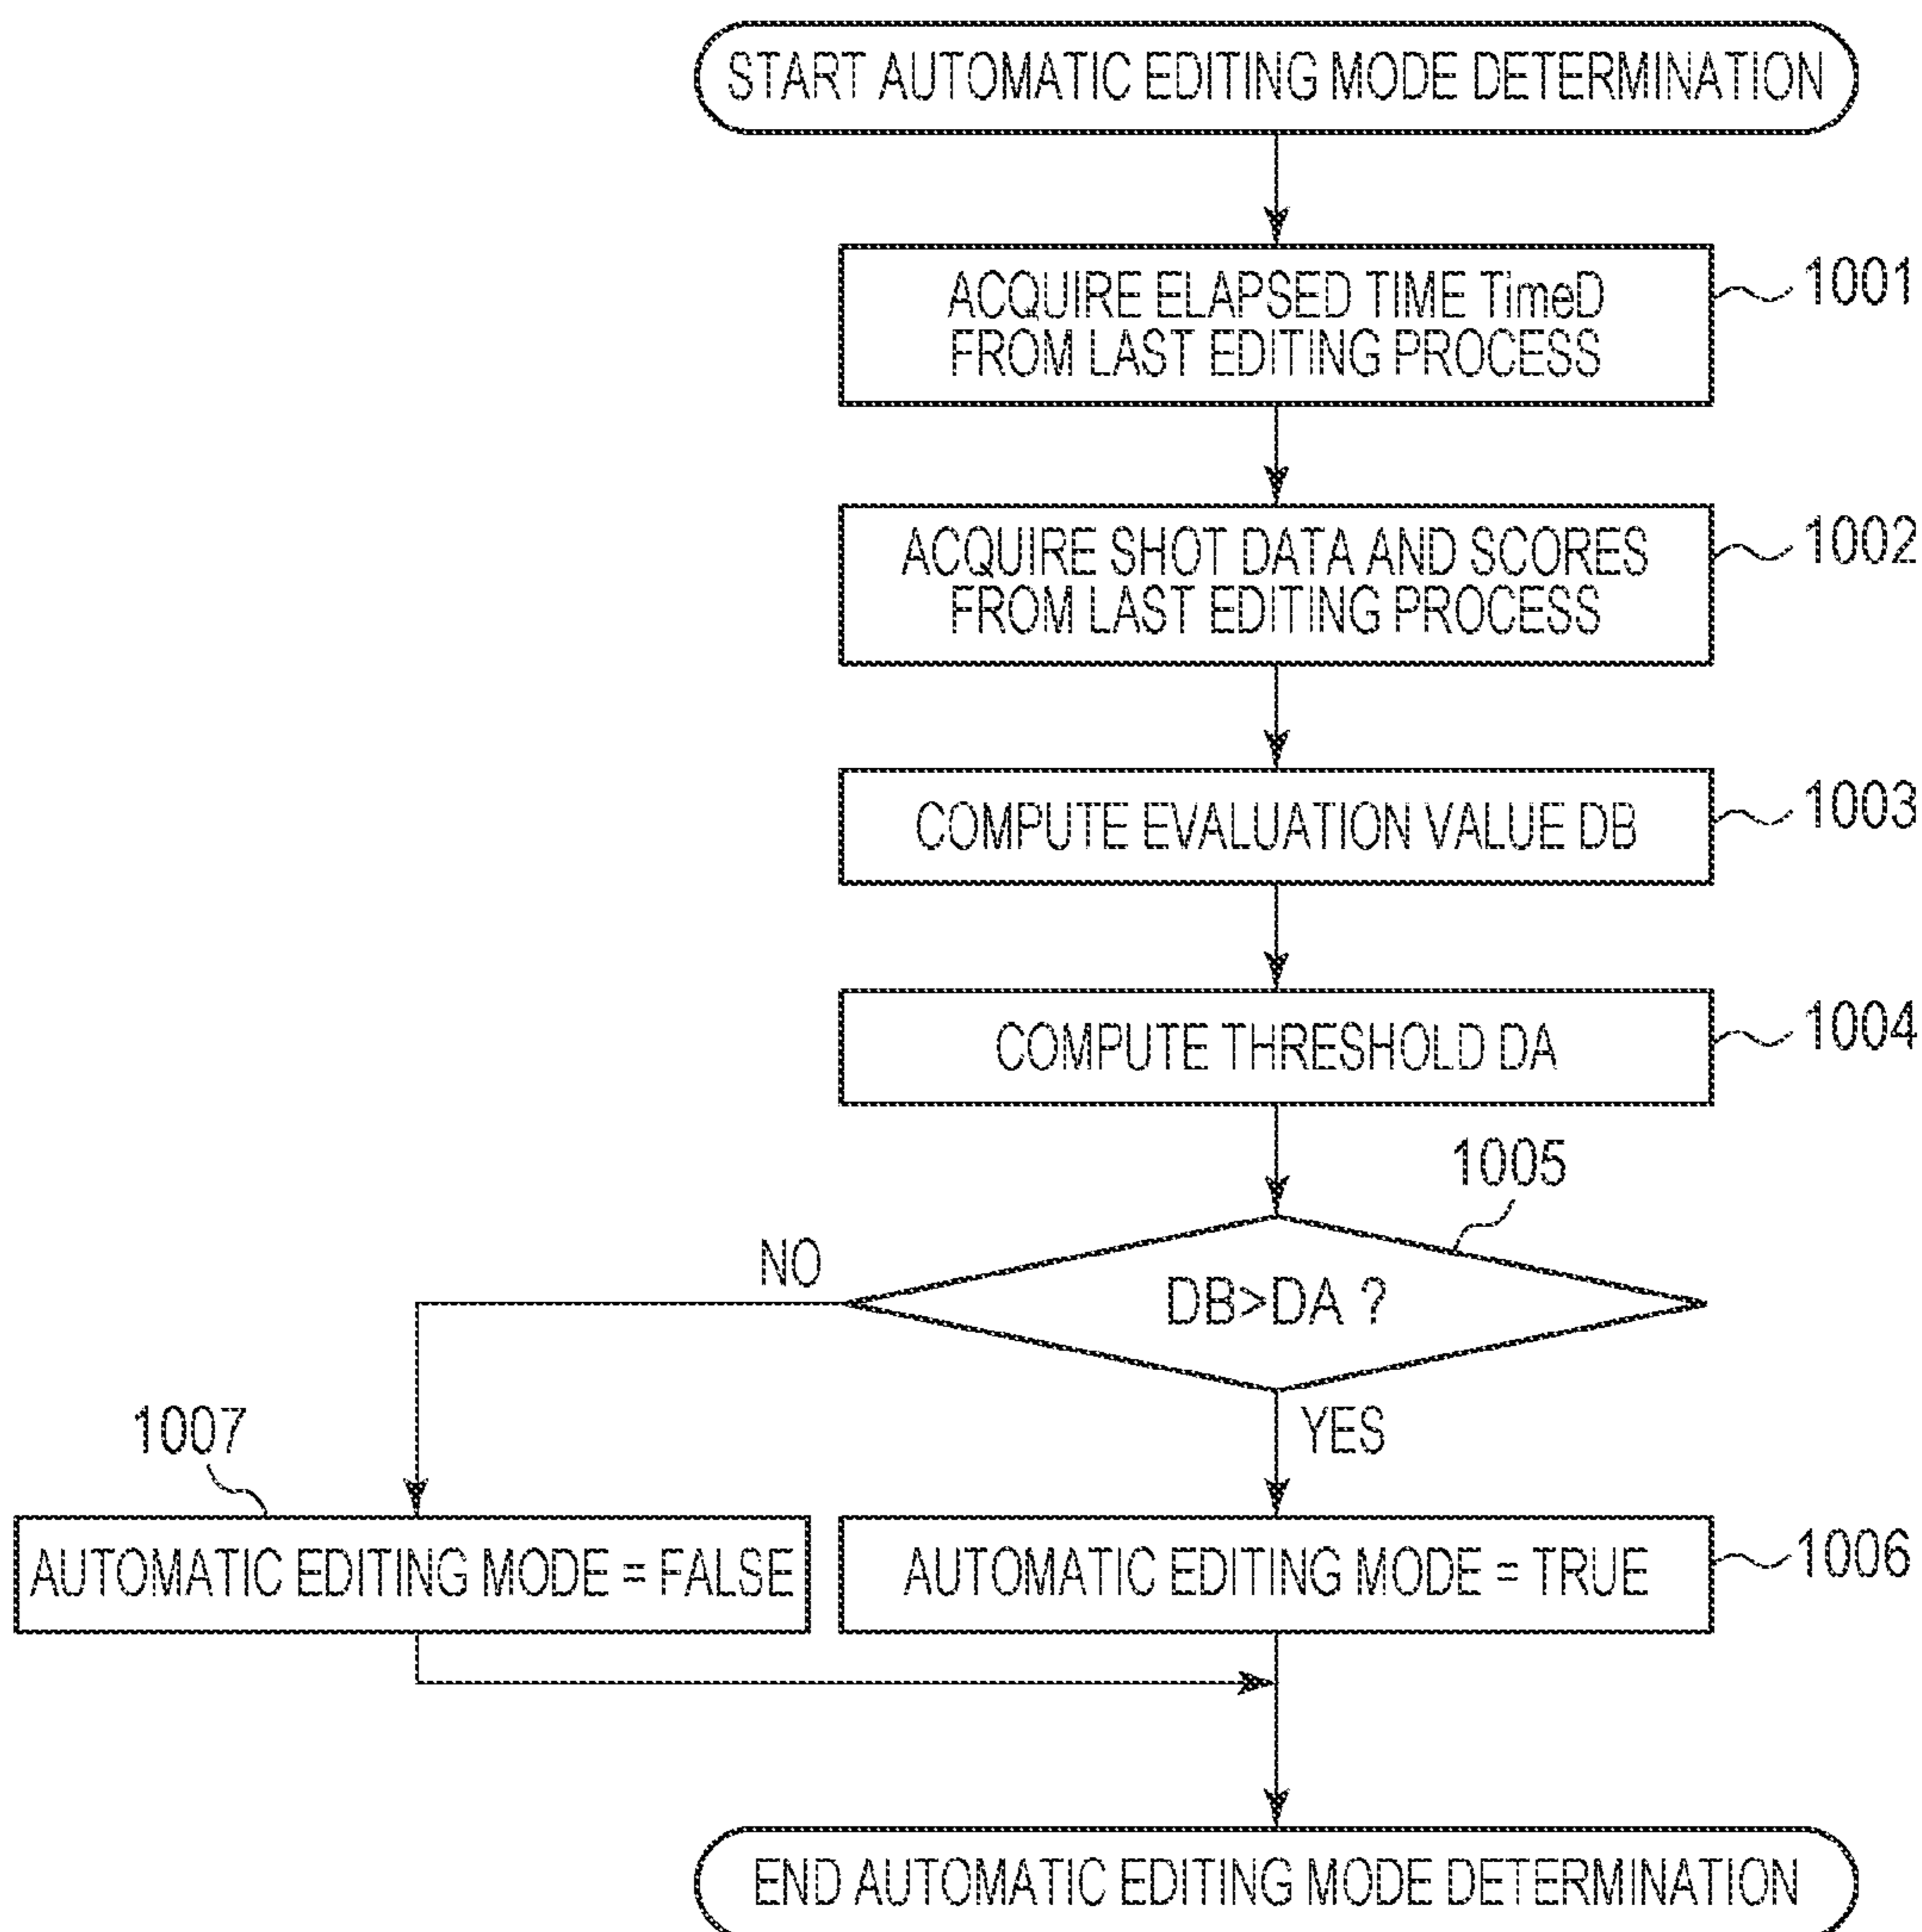 START AUTOMATIC EDITING MODE DETERMINATION
ACQUIRE ELAPSED TIME TimeD
FROM LAST EDITING PROCESS
1001
ACQUIRE SHOT DATA AND SCORES
FROM LAST EDITING PROCESS
1002
COMPUTE EVALUATION VALUE DB
1003
COMPUTE THRESHOLD DA
1004
1005
DB>DA ?
NO
YES
1007
AUTOMATIC EDITING MODE = FALSE
AUTOMATIC EDITING MODE = TRUE
1006
END AUTOMATIC EDITING MODE DETERMINATION